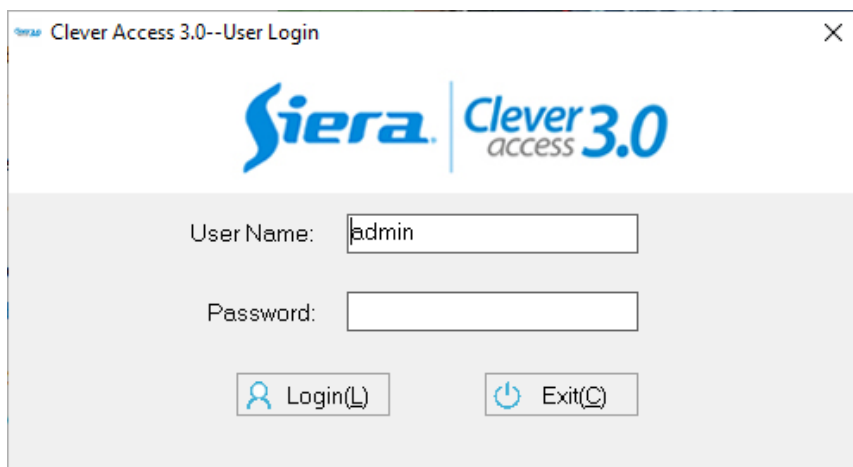 Clever Access 3.0--User Login
Siera. Clever access 3.0
User Name: admin
Password:
Login(L) Exit(C)